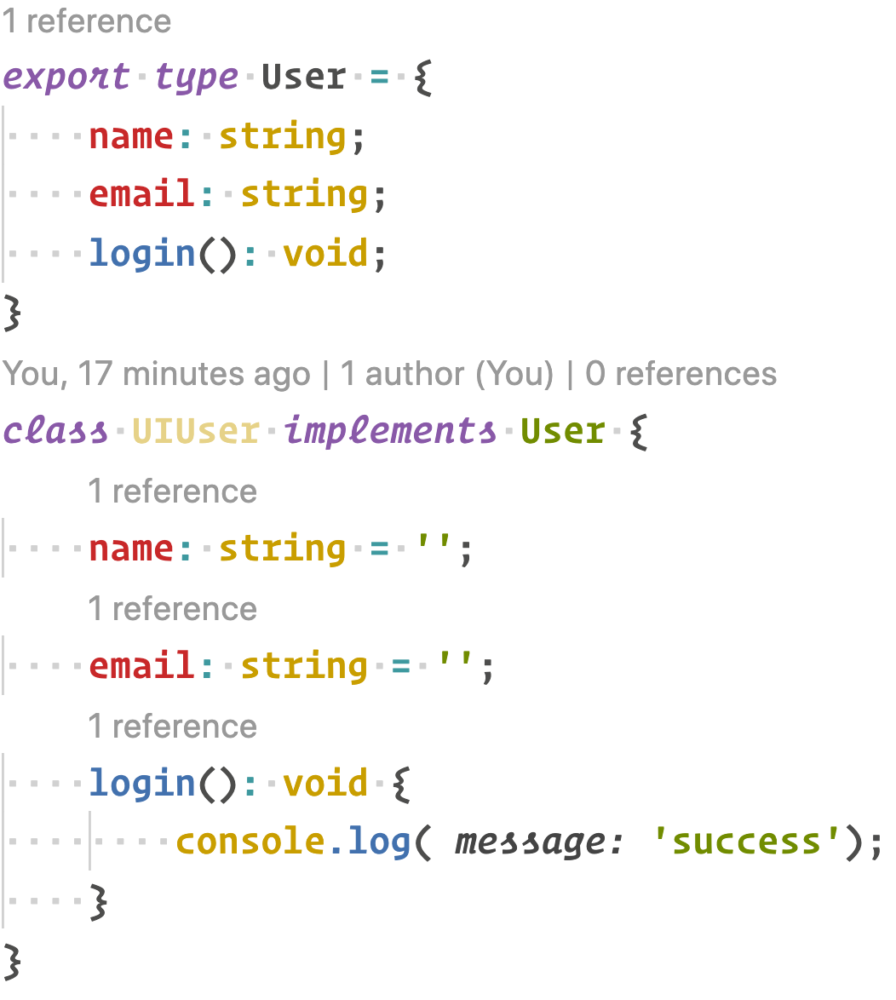 1 reference
export type User = {
    name: string;
    email: string;
    login(): void;
}
You, 17 minutes ago | 1 author (You) | 0 references
class UIUser implements User {
    1 reference
    name: string = '';
    1 reference
    email: string = '';
    1 reference
    login(): void {
        console.log( message: 'success');
    }
}